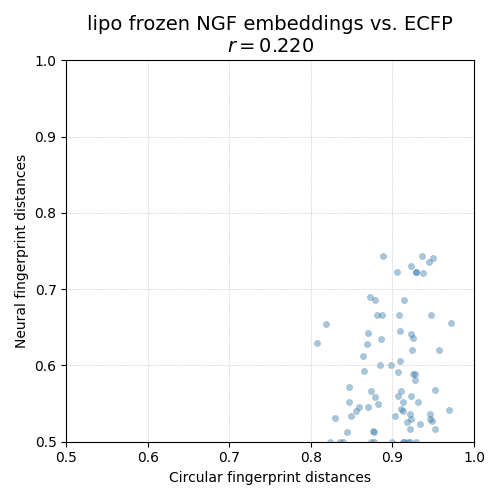 lipo frozen NGF embeddings vs. ECFP
r = 0.220
1.0
0.9
0.8
0.7
0.6
0.5
Neural fingerprint distances
0.5 0.6 0.7 0.8 0.9 1.0
Circular fingerprint distances